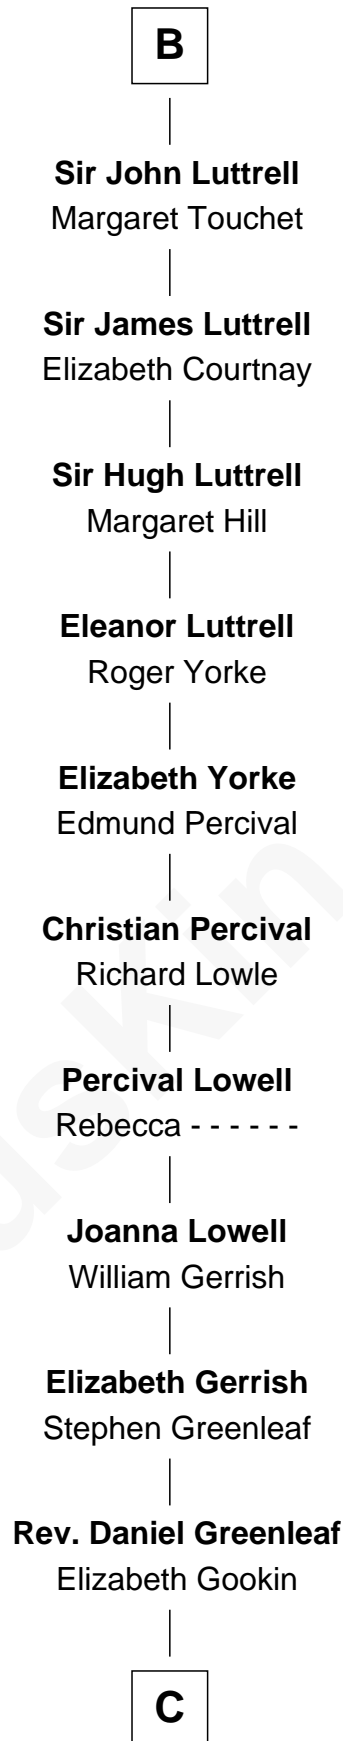 B
Sir John Luttrell
Margaret Touchet
Sir James Luttrell
Elizabeth Courtnay
Sir Hugh Luttrell
Margaret Hill
Eleanor Luttrell
Roger Yorke
Elizabeth Yorke
Edmund Percival
Christian Percival
Richard Lowle
Percival Lowell
Rebecca - - - - - -
Joanna Lowell
William Gerrish
Elizabeth Gerrish
Stephen Greenleaf
Rev. Daniel Greenleaf
Elizabeth Gookin
C